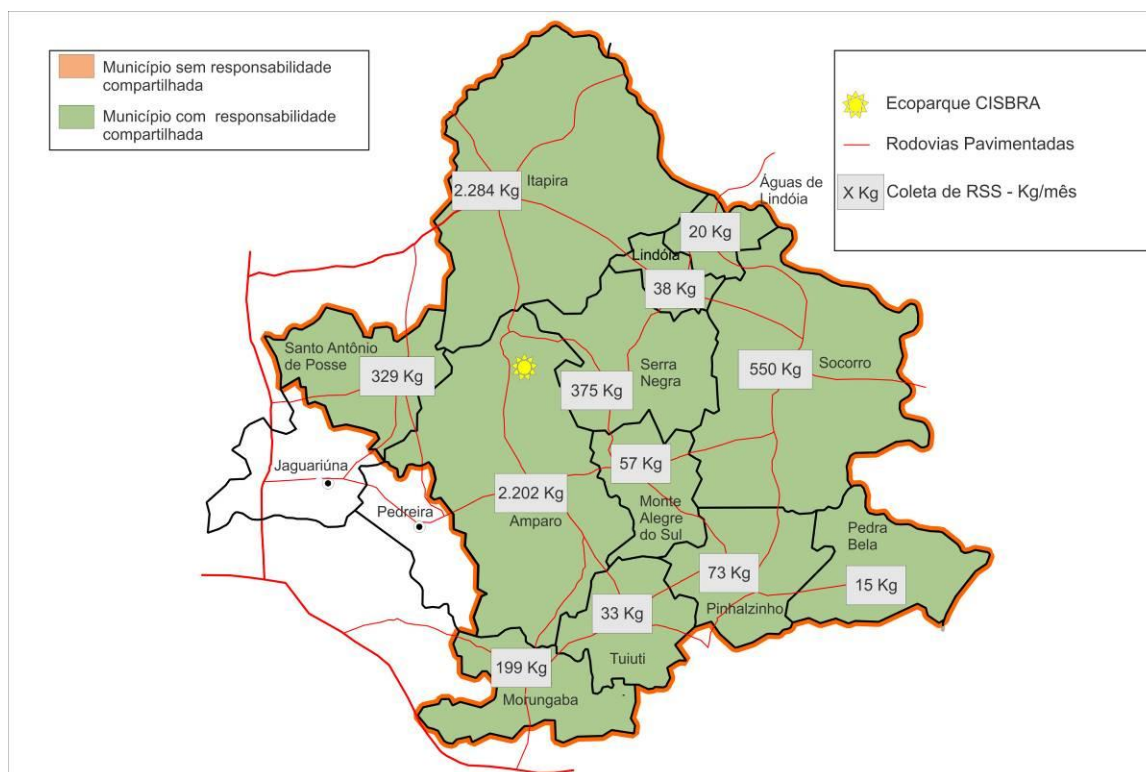 Município sem responsabilidade
compartilhada
Município com responsabilidade
compartilhada
Ecoparque CISBRA
Rodovias Pavimentadas
X Kg
Coleta de RSS - Kg/mês
2.284 Kg
Itapira
Águas de
Lindóia
20 Kg
Lindóia
38 Kg
Santo Antônio
de Posse
329 Kg
Serra
Negra
375 Kg
550 Kg
Socorro
57 Kg
Monte
Alegre
do Sul
Jaguariúna
Pedreira
2.202 Kg
Amparo
Pedra
Bela
15 Kg
73 Kg
Pinhalzinho
33 Kg
Tuiuti
199 Kg
Morungaba